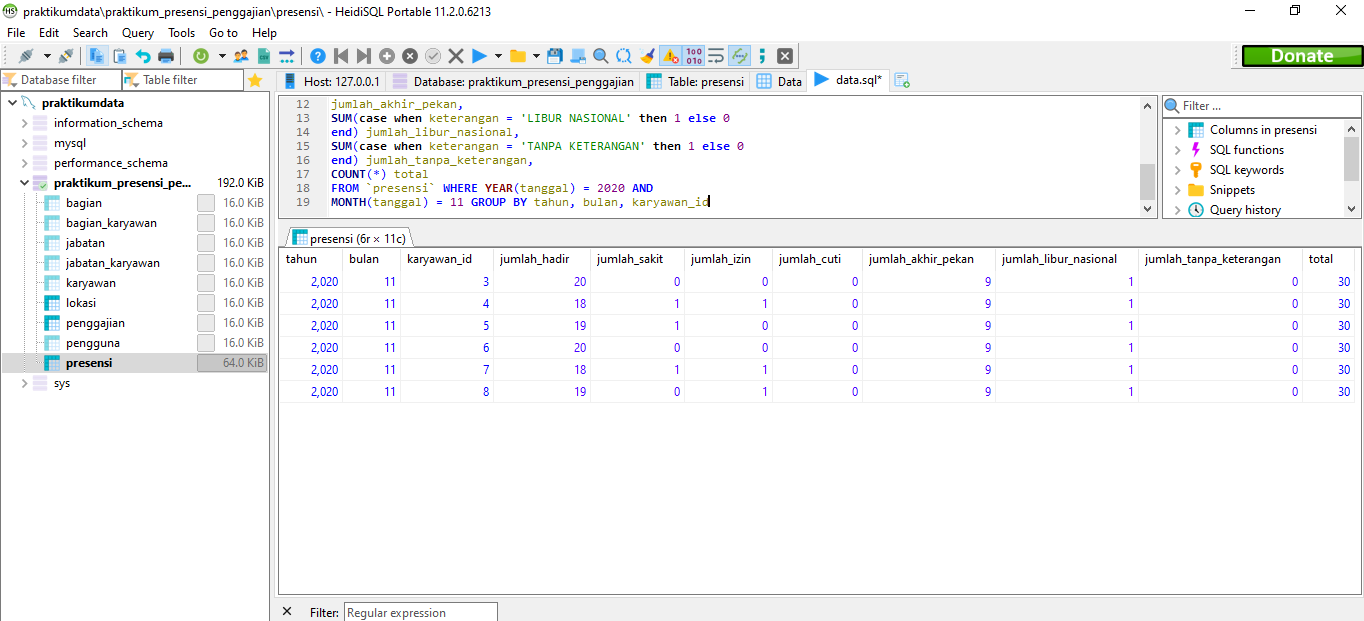 HS praktikumdata\praktikum_presensi_penggajian\presensi\ - HeidiSQL Portable 11.2.0.6213
File Edit Search Query Tools Go to Help
Donate
Database filter Table filter
Host: 127.0.0.1 Database: praktikum_presensi_penggajian Table: presensi Data data.sql*
praktikumdata
information_schema
mysql
performance_schema
praktikum_presensi_pe... 192.0 KiB
bagian 16.0 KiB
bagian_karyawan 16.0 KiB
jabatan 16.0 KiB
jabatan_karyawan 16.0 KiB
karyawan 16.0 KiB
lokasi 16.0 KiB
penggajian 16.0 KiB
pengguna 16.0 KiB
presensi 64.0 KiB
sys
12 jumlah_akhir_pekan,
13 SUM(case when keterangan = 'LIBUR NASIONAL' then 1 else 0
14 end) jumlah_libur_nasional,
15 SUM(case when keterangan = 'TANPA KETERANGAN' then 1 else 0
16 end) jumlah_tanpa_keterangan,
17 COUNT(*) total
18 FROM `presensi` WHERE YEAR(tanggal) = 2020 AND
19 MONTH(tanggal) = 11 GROUP BY tahun, bulan, karyawan_id
Filter ...
Columns in presensi
SQL functions
SQL keywords
Snippets
Query history
presensi (6r × 11c)
tahun bulan karyawan_id jumlah_hadir jumlah_sakit jumlah_izin jumlah_cuti jumlah_akhir_pekan jumlah_libur_nasional jumlah_tanpa_keterangan total
2,020 11 3 20 0 0 0 9 1 0 30
2,020 11 4 18 1 1 0 9 1 0 30
2,020 11 5 19 1 0 0 9 1 0 30
2,020 11 6 20 0 0 0 9 1 0 30
2,020 11 7 18 1 1 0 9 1 0 30
2,020 11 8 19 0 1 0 9 1 0 30
Filter: Regular expression